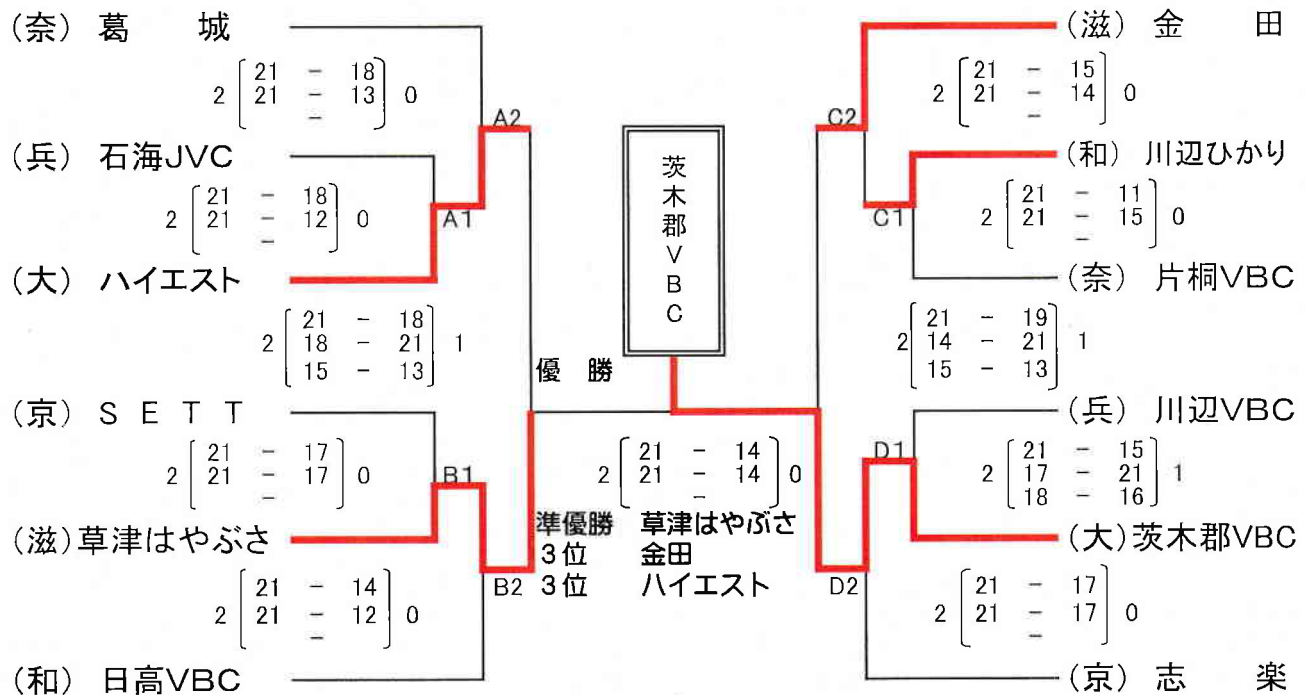 (奈) 葛 城
21 - 18
2 21 - 13 0
-
A2
(兵) 石海JVC
21 - 18
2 21 - 12 0
-
A1
(大) ハイエスト
21 - 18
2 18 - 21 1
15 - 13
(京) S E T T
21 - 17
2 21 - 17 0
-
B1
(滋)草津はやぶさ
21 - 14
2 21 - 12 0
-
B2
(和) 日高VBC
茨木郡VBC
優 勝
21 - 14
2 21 - 14 0
-
準優勝 草津はやぶさ
3位 金田
3位 ハイエスト
(滋) 金 田
21 - 15
2 21 - 14 0
-
C2
(和) 川辺ひかり
21 - 11
2 21 - 15 0
-
C1
(奈) 片桐VBC
21 - 19
2 14 - 21 1
15 - 13
(兵) 川辺VBC
21 - 15
2 17 - 21 1
18 - 16
D1
(大)茨木郡VBC
21 - 17
2 21 - 17 0
-
D2
(京) 志 楽